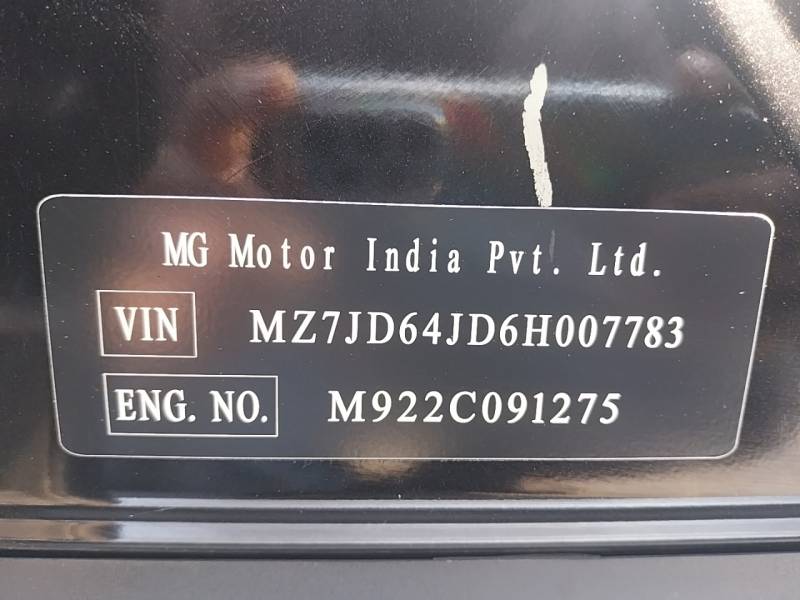 MG Motor India Pvt. Ltd.
VIN MZ7JD64JD6H007783
ENG. NO. M922C091275